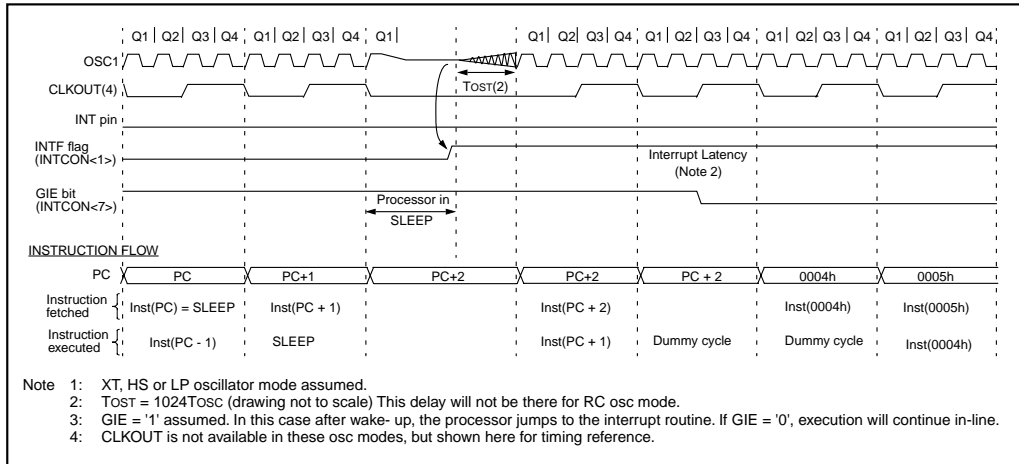 Q1 | Q2 | Q3 | Q4 Q1 | Q2 | Q3 | Q4 Q1 | Q1 | Q2 | Q3 | Q4 Q1 | Q2 | Q3 | Q4 Q1 | Q2 | Q3 | Q4 Q1 | Q2 | Q3 | Q4
OSC1
TOST(2)
CLKOUT(4)
INT pin
INTF flag
(INTCON<1>)
Interrupt Latency
(Note 2)
GIE bit
(INTCON<7>)
Processor in
SLEEP
INSTRUCTION FLOW
PC PC PC+1 PC+2 PC+2 PC + 2 0004h 0005h
Instruction
fetched
Inst(PC) = SLEEP Inst(PC + 1) Inst(PC + 2) Inst(0004h) Inst(0005h)
Instruction
executed
Inst(PC - 1) SLEEP Inst(PC + 1) Dummy cycle Dummy cycle Inst(0004h)
Note 1: XT, HS or LP oscillator mode assumed.
2: TOST = 1024TOSC (drawing not to scale) This delay will not be there for RC osc mode.
3: GIE = '1' assumed. In this case after wake- up, the processor jumps to the interrupt routine. If GIE = '0', execution will continue in-line.
4: CLKOUT is not available in these osc modes, but shown here for timing reference.